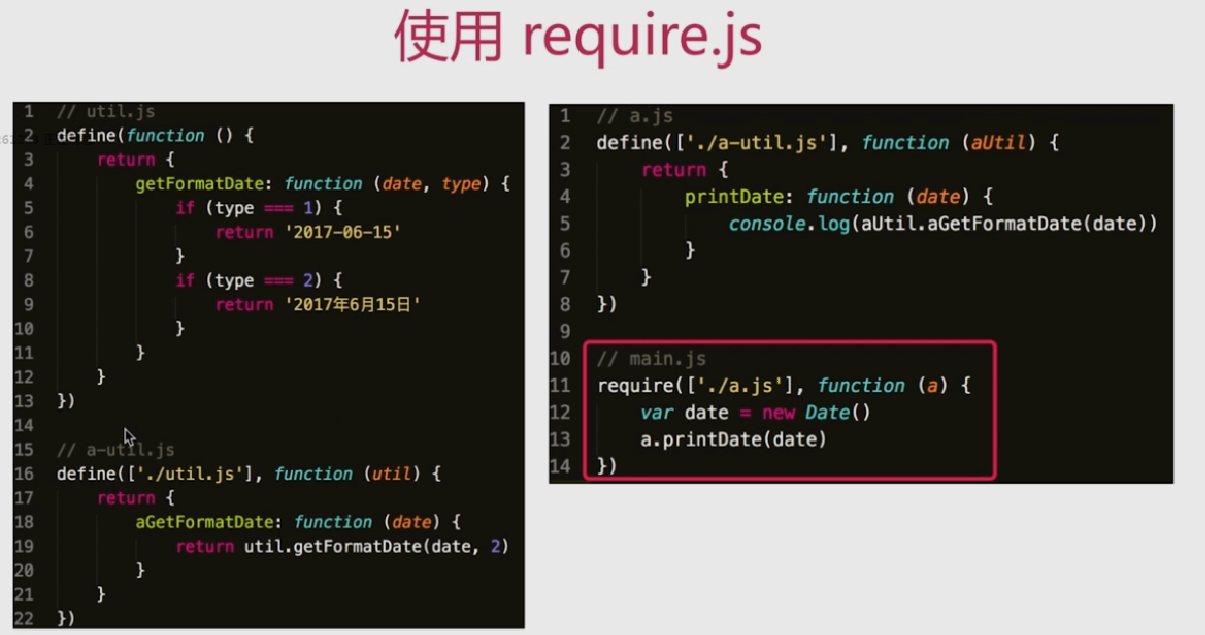 使用 require.js
1 // util.js
2 define(function () {
3 return {
4 getFormatDate: function (date, type) {
5 if (type === 1) {
6 return '2017-06-15'
7 }
8 if (type === 2) {
9 return '2017年6月15日'
10 }
11 }
12 }
13 })
14
15 // a-util.js
16 define(['./util.js'], function (util) {
17 return {
18 aGetFormatDate: function (date) {
19 return util.getFormatDate(date, 2)
20 }
21 }
22 })
1 // a.js
2 define(['./a-util.js'], function (aUtil) {
3 return {
4 printDate: function (date) {
5 console.log(aUtil.aGetFormatDate(date))
6 }
7 }
8 })
9
10 // main.js
11 require(['./a.js'], function (a) {
12 var date = new Date()
13 a.printDate(date)
14 })